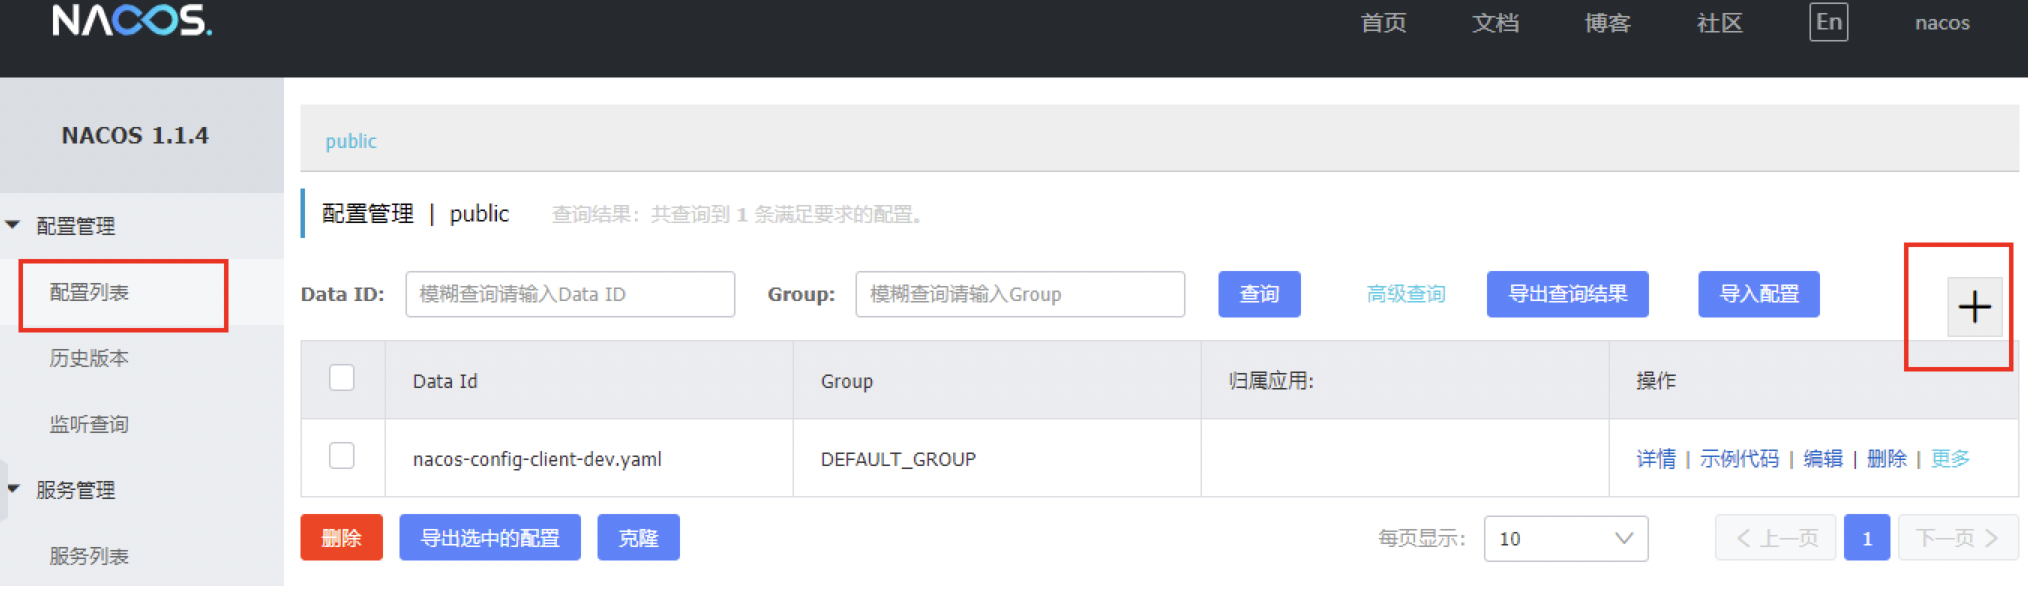 NACOS.
首页 文档 博客 社区 En nacos
NACOS 1.1.4
public
配置管理
配置管理 | public 查询结果：共查询到 1 条满足要求的配置。
配置列表
Data ID: 模糊查询请输入Data ID Group: 模糊查询请输入Group 查询 高级查询 导出查询结果 导入配置 +
历史版本
Data Id Group 归属应用: 操作
监听查询
nacos-config-client-dev.yaml DEFAULT_GROUP 详情 | 示例代码 | 编辑 | 删除 | 更多
服务管理
删除 导出选中的配置 克隆 每页显示: 10 上一页 1 下一页
服务列表